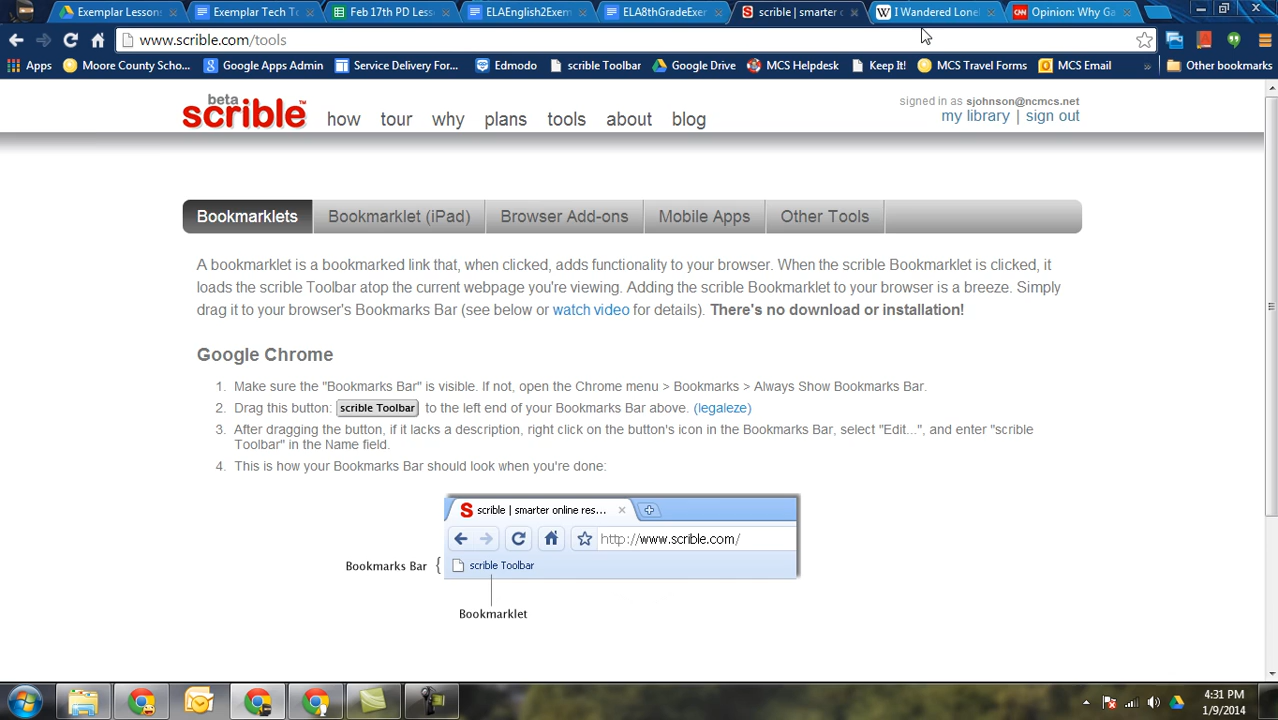 Exemplar Lessons
Exemplar Tech To
Feb 17th PD Less
ELAEnglish2Exem
ELA8thGradeExer
scrible | smarter o
I Wandered Lonel
Opinion: Why Ga
www.scrible.com/tools
Apps
Moore County Scho...
Google Apps Admin
Service Delivery For...
Edmodo
scrible Toolbar
Google Drive
MCS Helpdesk
Keep It!
MCS Travel Forms
MCS Email
»
Other bookmarks
beta
scrible™
how tour why plans tools about blog
signed in as sjohnson@ncmcs.net
my library | sign out
Bookmarklets
Bookmarklet (iPad)
Browser Add-ons
Mobile Apps
Other Tools
A bookmarklet is a bookmarked link that, when clicked, adds functionality to your browser. When the scrible Bookmarklet is clicked, it
loads the scrible Toolbar atop the current webpage you're viewing. Adding the scrible Bookmarklet to your browser is a breeze. Simply
drag it to your browser's Bookmarks Bar (see below or watch video for details). There's no download or installation!
Google Chrome
1. Make sure the "Bookmarks Bar" is visible. If not, open the Chrome menu > Bookmarks > Always Show Bookmarks Bar.
2. Drag this button: scrible Toolbar to the left end of your Bookmarks Bar above. (legaleze)
3. After dragging the button, if it lacks a description, right click on the button's icon in the Bookmarks Bar, select "Edit...", and enter "scrible
Toolbar" in the Name field.
4. This is how your Bookmarks Bar should look when you're done:
S scrible | smarter online res...
http://www.scrible.com/
Bookmarks Bar {
scrible Toolbar
Bookmarklet
4:31 PM
1/9/2014